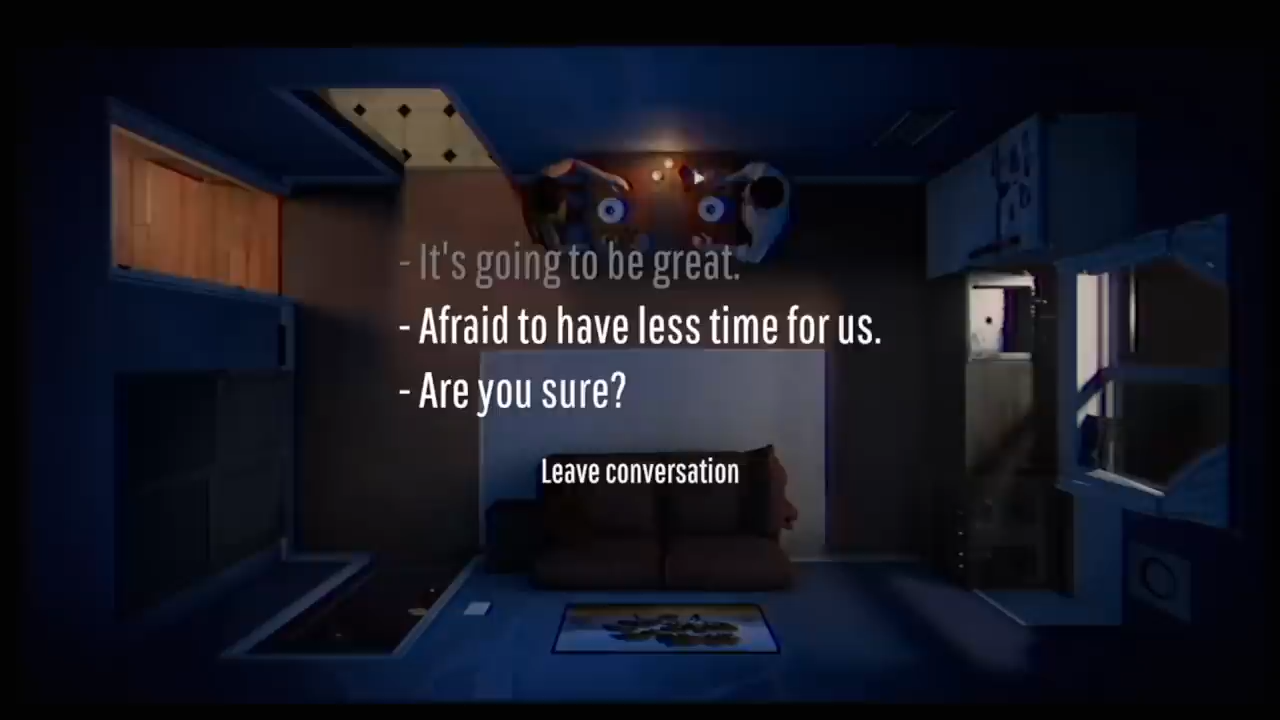 - It's going to be great.
- Afraid to have less time for us.
- Are you sure?
Leave conversation